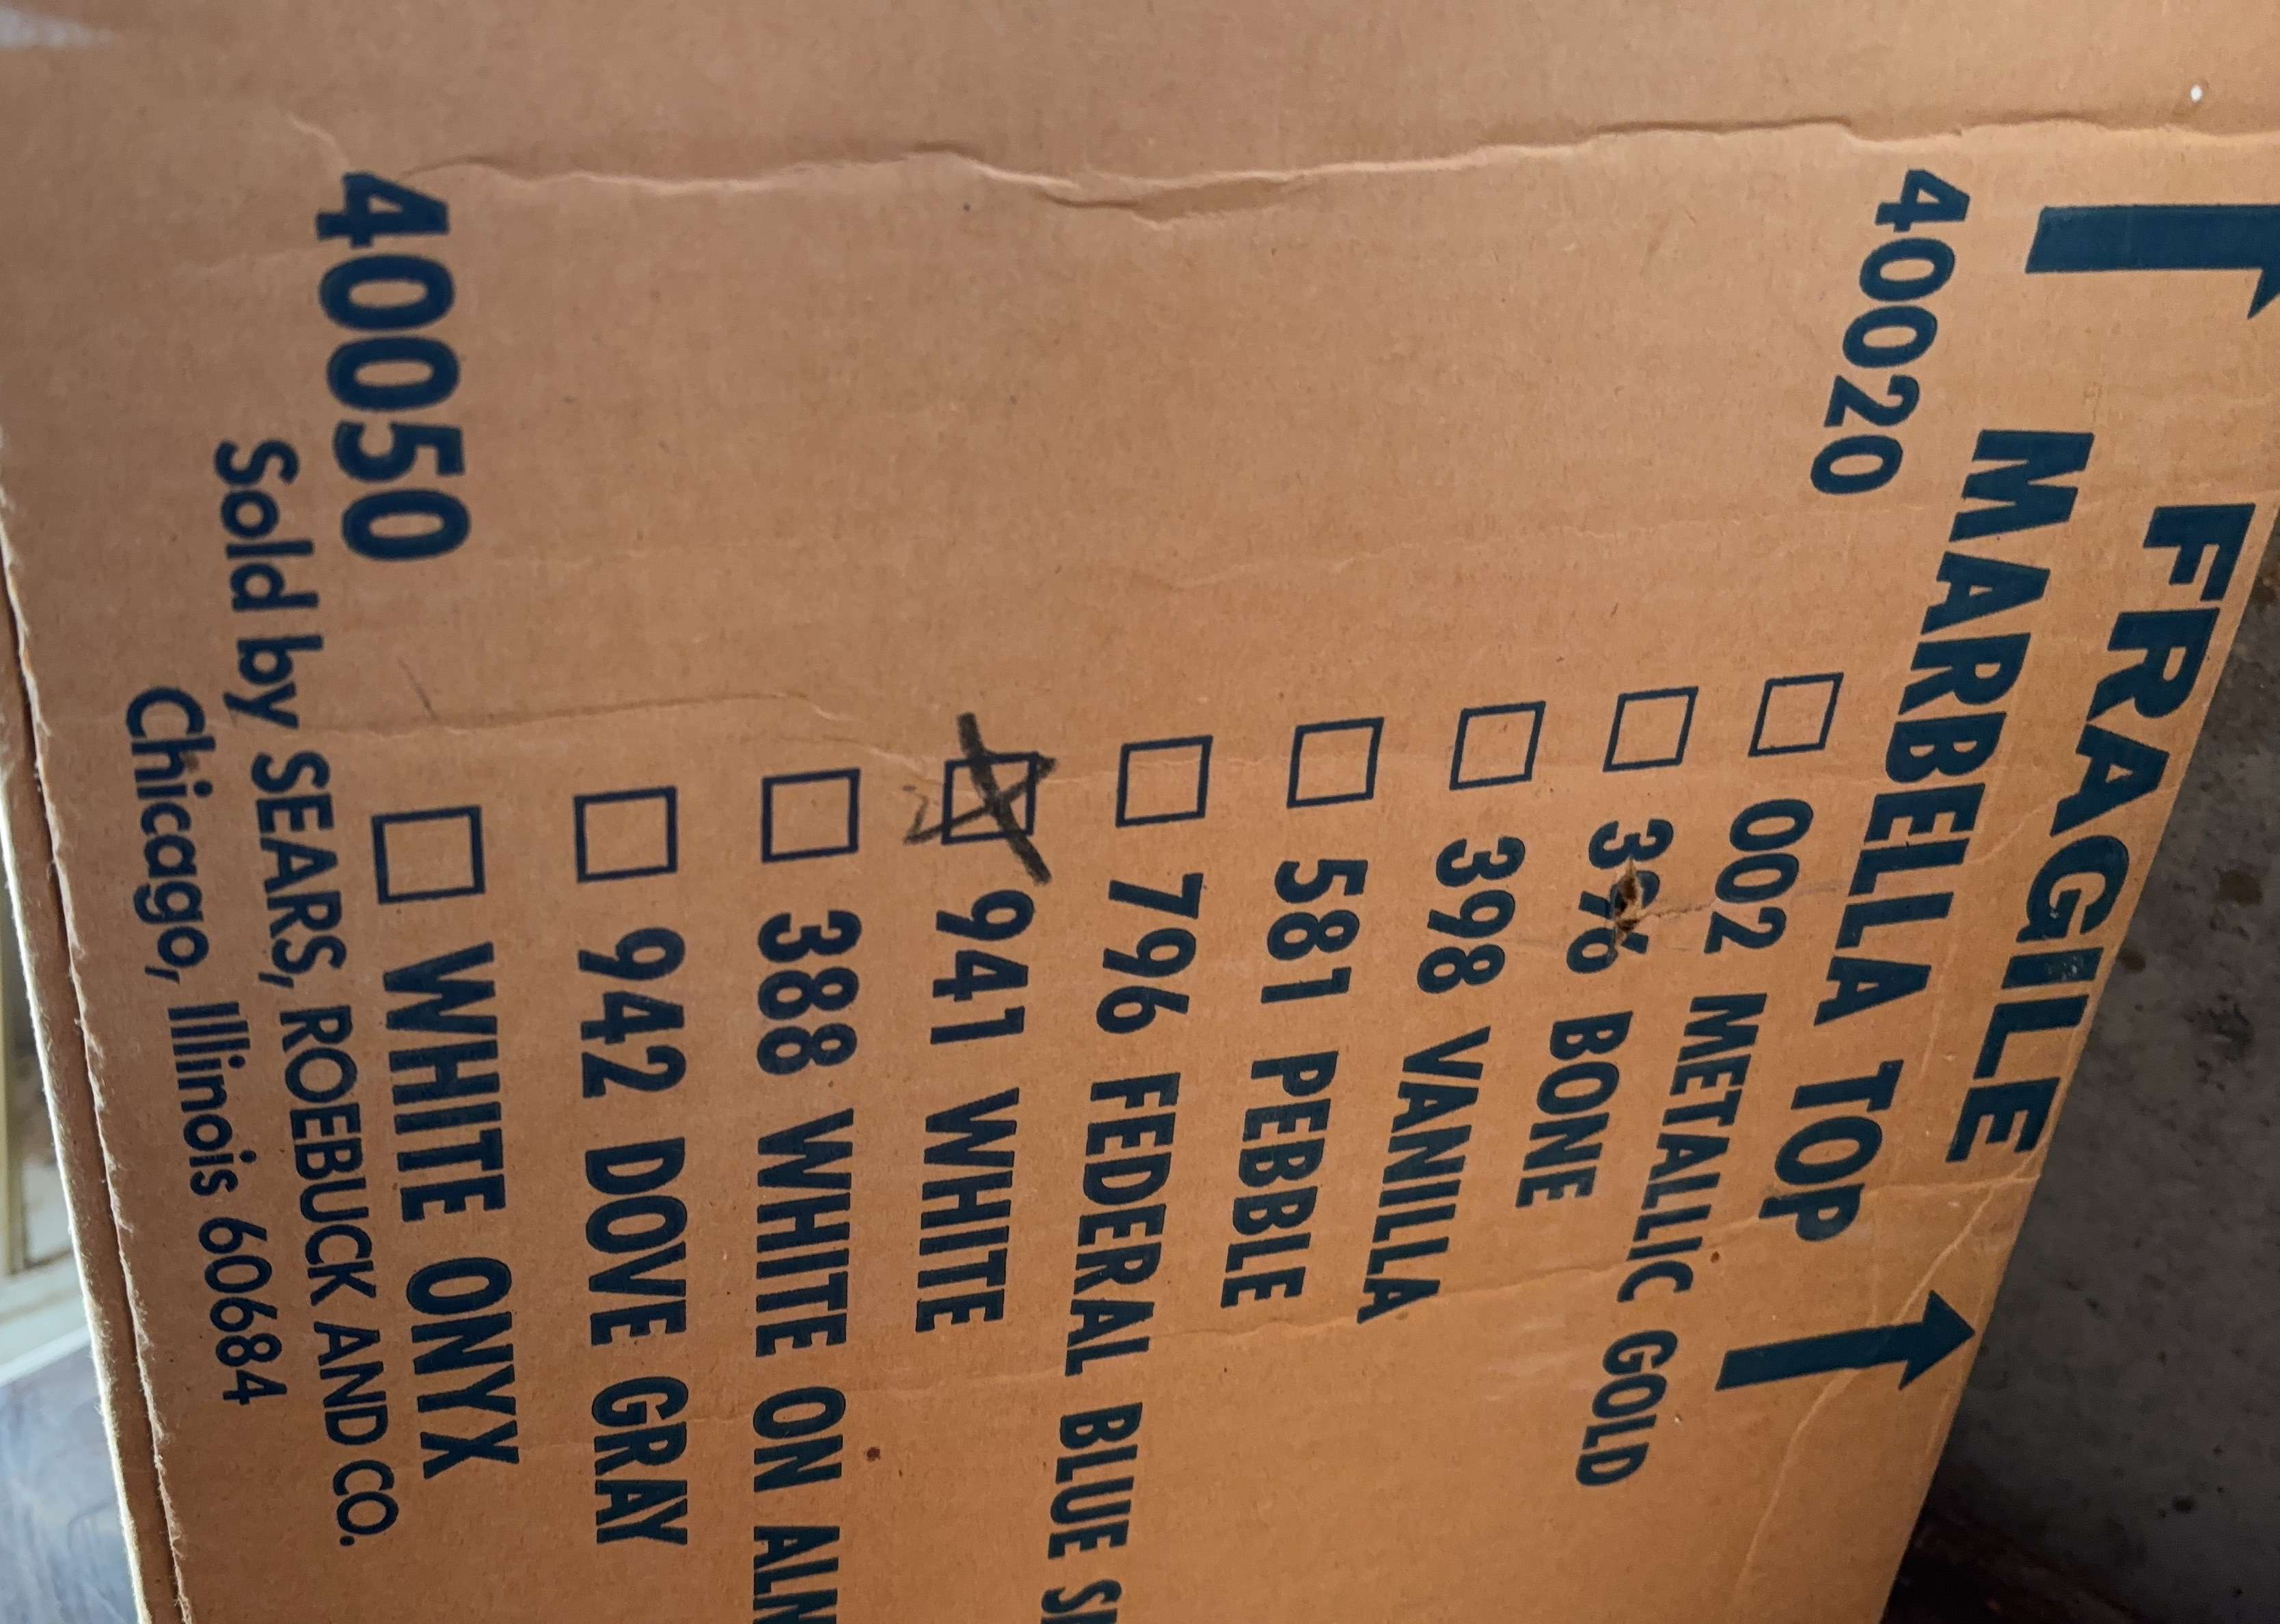 FRAGILE
MARBELLA TOP
40020
002 METALLIC GOLD
BONE
398 VANILLA
581 PEBBLE
796 FEDERAL BLUE
941 WHITE
388 WHITE ON
942 DOVE GRAY
WHITE ONYX
40050
Sold by SEARS, ROEBUCK AND CO.
Chicago, Illinois 60684